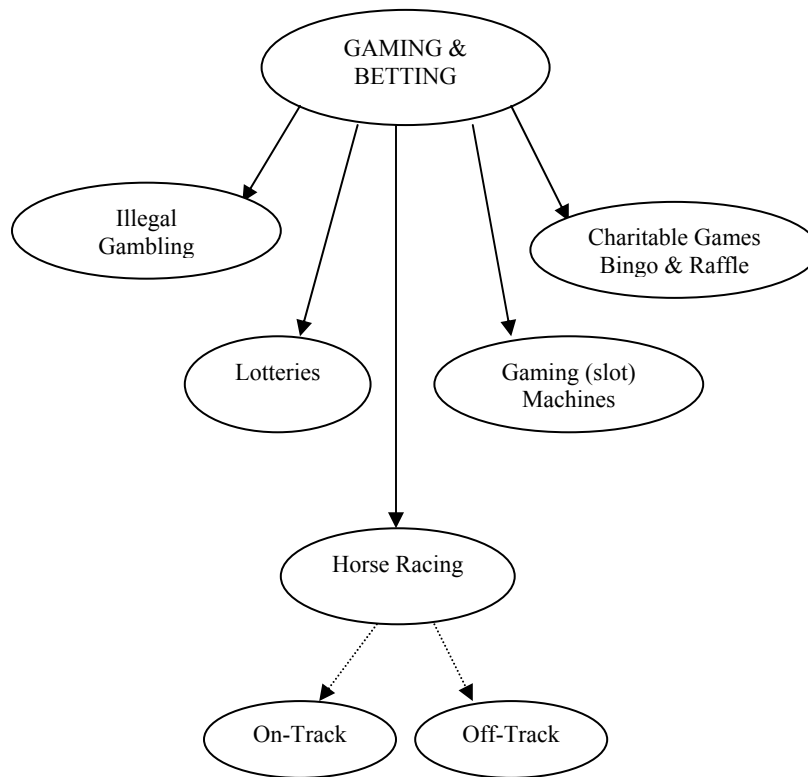 GAMING &
BETTING
Illegal
Gambling
Charitable Games
Bingo & Raffle
Lotteries
Gaming (slot)
Machines
Horse Racing
On-Track
Off-Track